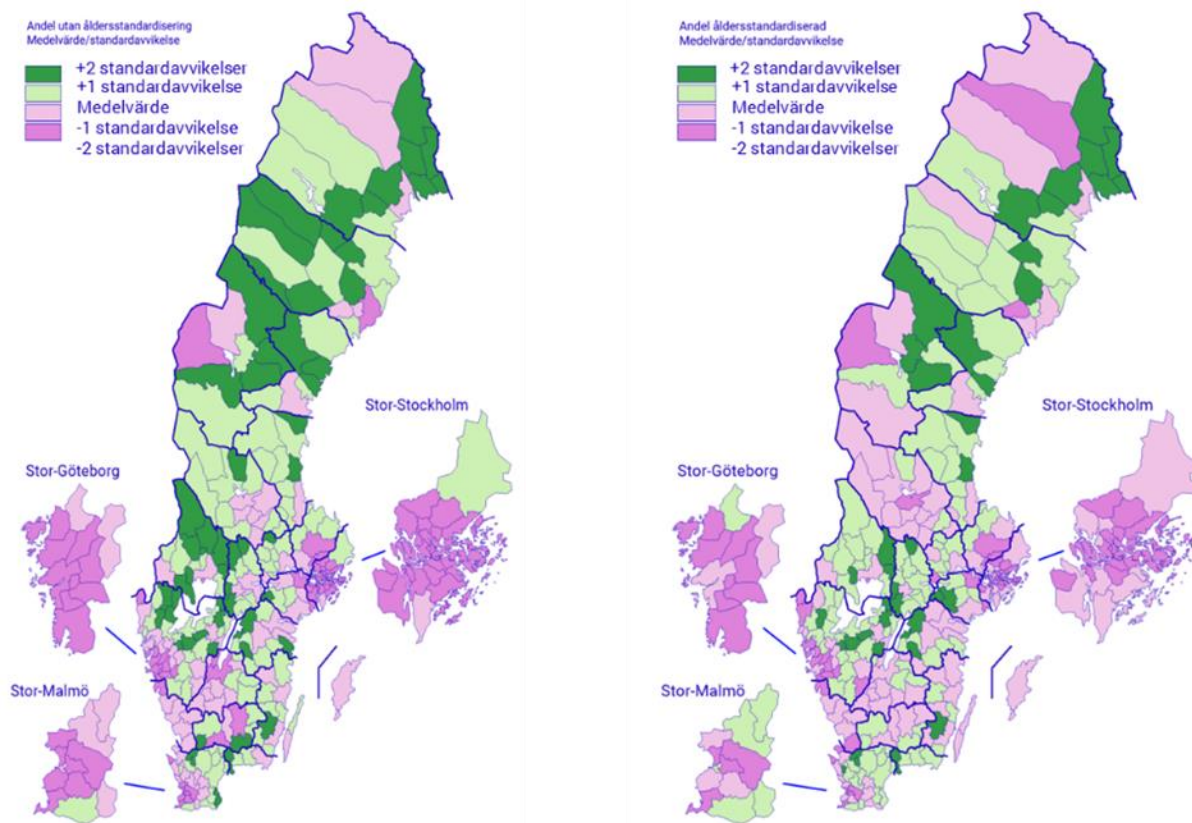 Andel utan åldersstandardisering
Medelvärde/standardavvikelse
+2 standardavvikelser
+1 standardavvikelse
Medelvärde
-1 standardavvikelse
-2 standardavvikelser
Stor-Stockholm
Stor-Göteborg
Stor-Malmö
Andel åldersstandardiserad
Medelvärde/standardavvikelse
+2 standardavvikelser
+1 standardavvikelse
Medelvärde
-1 standardavvikelse
-2 standardavvikelser
Stor-Stockholm
Stor-Göteborg
Stor-Malmö